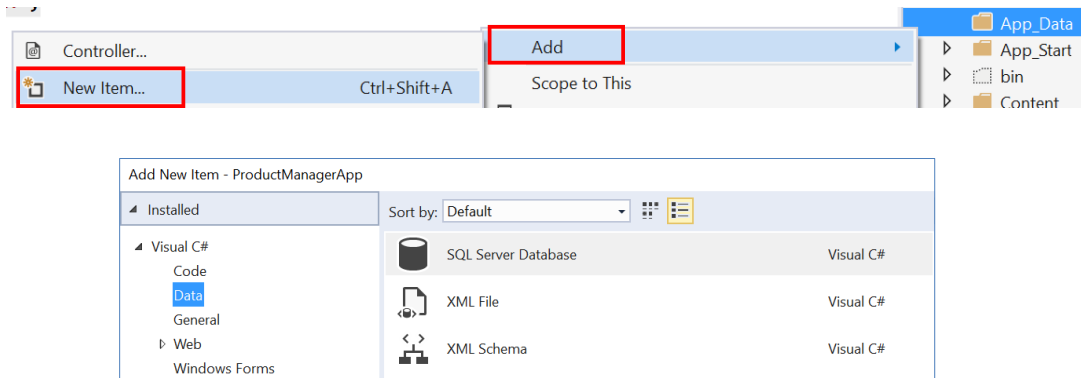 Controller...
New Item... Ctrl+Shift+A
Add
Scope to This
App_Data
App_Start
bin
Content
Add New Item - ProductManagerApp
Installed
Sort by: Default
Visual C#
Code
Data
General
Web
Windows Forms
SQL Server Database Visual C#
XML File Visual C#
XML Schema Visual C#